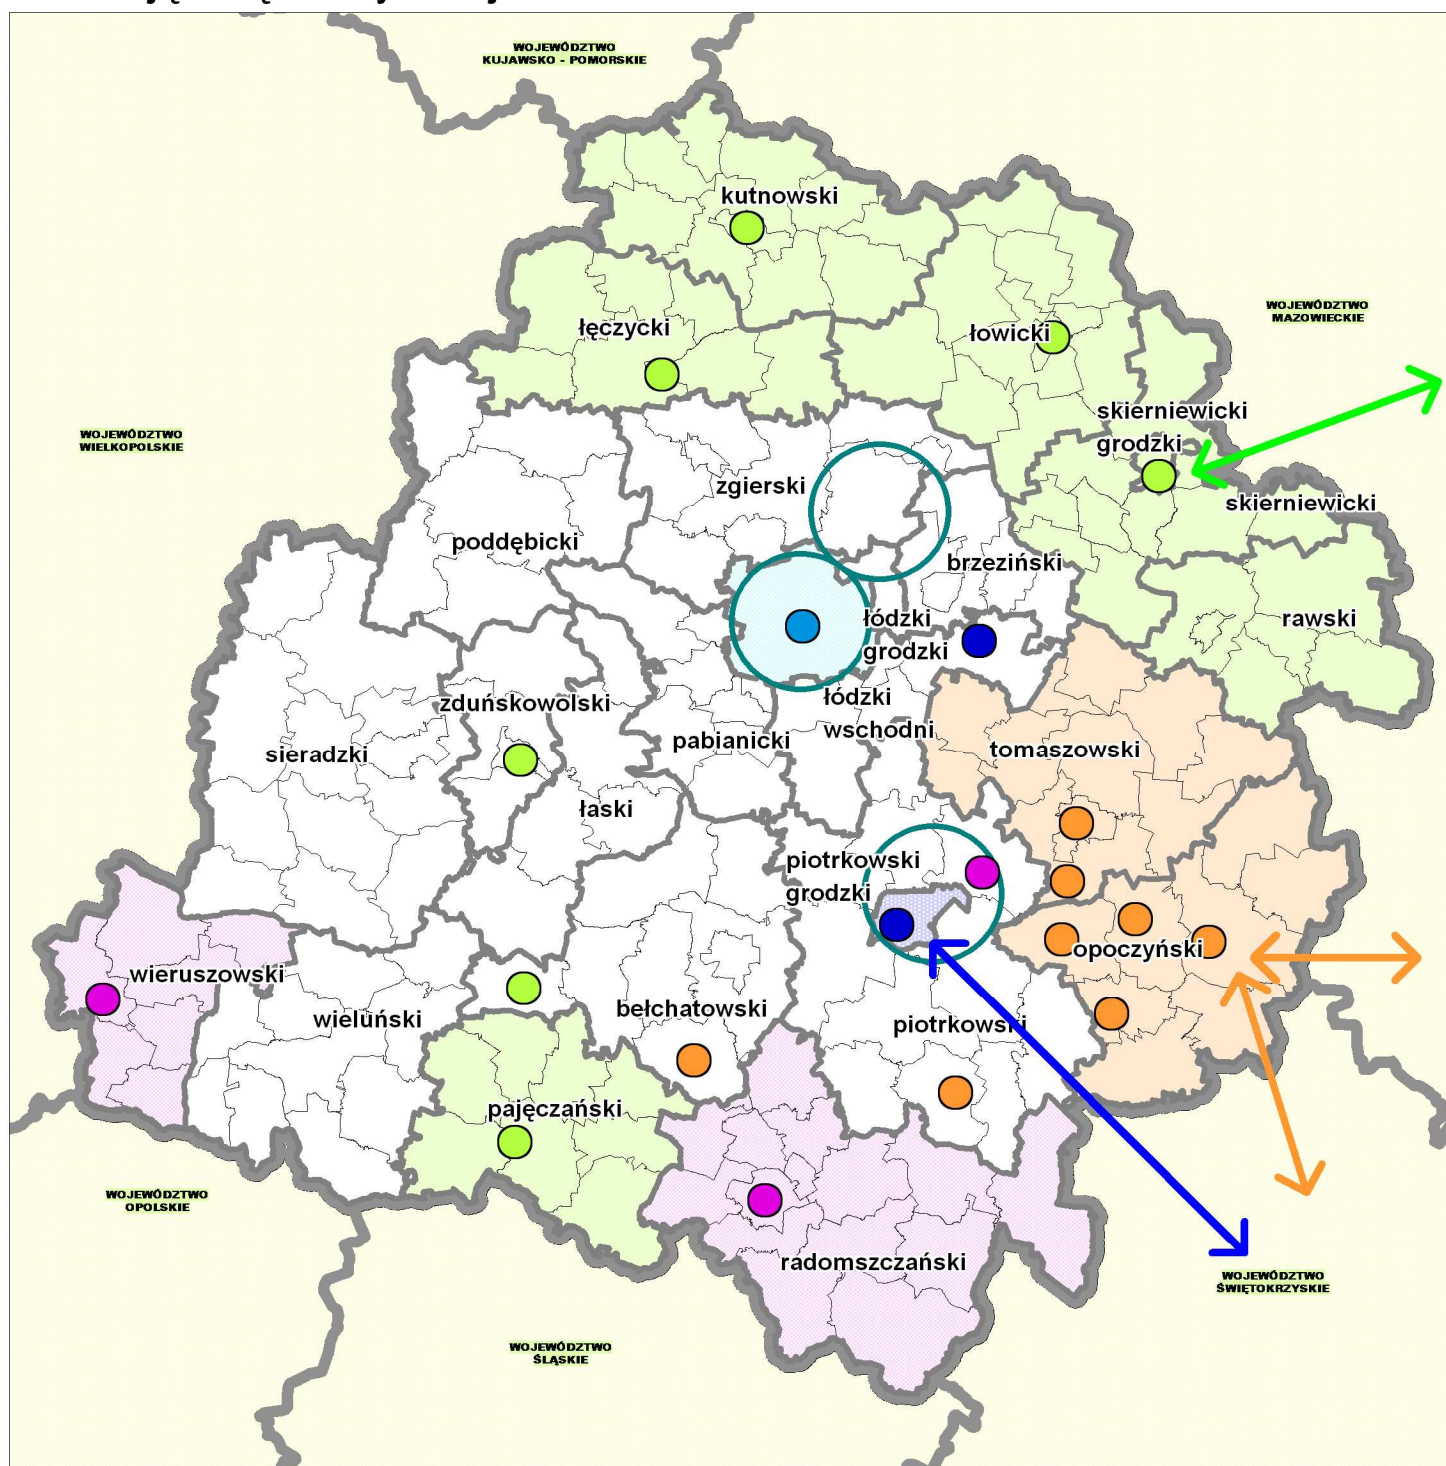 WOJEWÓDZTWO
KUJAWSKO - POMORSKIE
kutnowski
WOJEWÓDZTWO
MAZOWIECKIE
łęczycki
łowicki
skierniewicki
grodzki
WOJEWÓDZTWO
WIELKOPOLSKIE
zgierski
skierniewicki
poddębicki
brzeziński
łódzki
grodzki
rawski
zduńskowolski
łódzki
wschodni
sieradzki
pabianicki
tomaszowski
łaski
piotrkowski
grodzki
opoczyński
wieruszowski
wieluński
bełchatowski
piotrkowski
pajęczański
WOJEWÓDZTWO
OPOLSKIE
radomszczański
WOJEWÓDZTWO
ŚWIĘTOKRZYSKIE
WOJEWÓDZTWO
ŚLĄSKIE